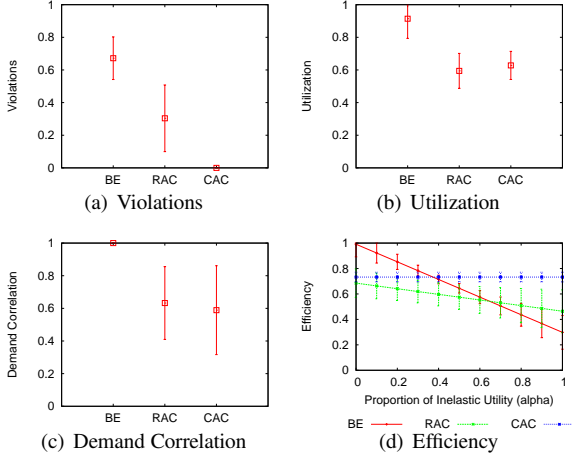 1
0.8
0.6
0.4
0.2
0
Violations
BE RAC CAC
(a) Violations
1
0.8
0.6
0.4
0.2
0
Utilization
BE RAC CAC
(b) Utilization
1
0.8
0.6
0.4
0.2
0
Demand Correlation
BE RAC CAC
(c) Demand Correlation
1
0.8
0.6
0.4
0.2
0
Efficiency
0 0.2 0.4 0.6 0.8 1
Proportion of Inelastic Utility (alpha)
BE RAC CAC
(d) Efficiency